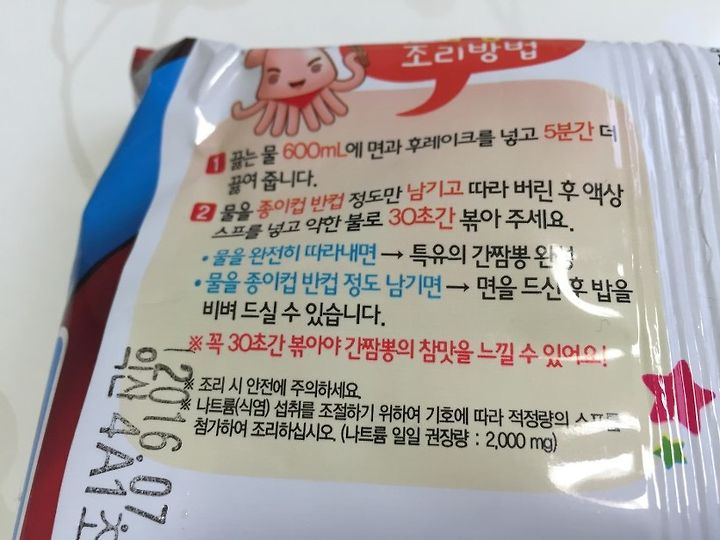 조리방법
1 끓는 물 600mL에 면과 후레이크를 넣고 5분간 더
끓여 줍니다.
2 물을 종이컵 반컵 정도만 남기고 따라 버린 후 액상
스프를 넣고 약한 불로 30초간 볶아 주세요.
• 물을 완전히 따라내면 → 특유의 간짬뽕 완성
• 물을 종이컵 반컵 정도 남기면 → 면을 드신 후 밥을
비벼 드실 수 있습니다.
※ 꼭 30초간 볶아야 간짬뽕의 참맛을 느낄 수 있어요!
※ 조리 시 안전에 주의하세요.
※ 나트륨(식염) 섭취를 조절하기 위하여 기호에 따라 적정량의 스프를
첨가하여 조리하십시오. (나트륨 일일 권장량 : 2,000 mg)
2016.07
익산 4A1